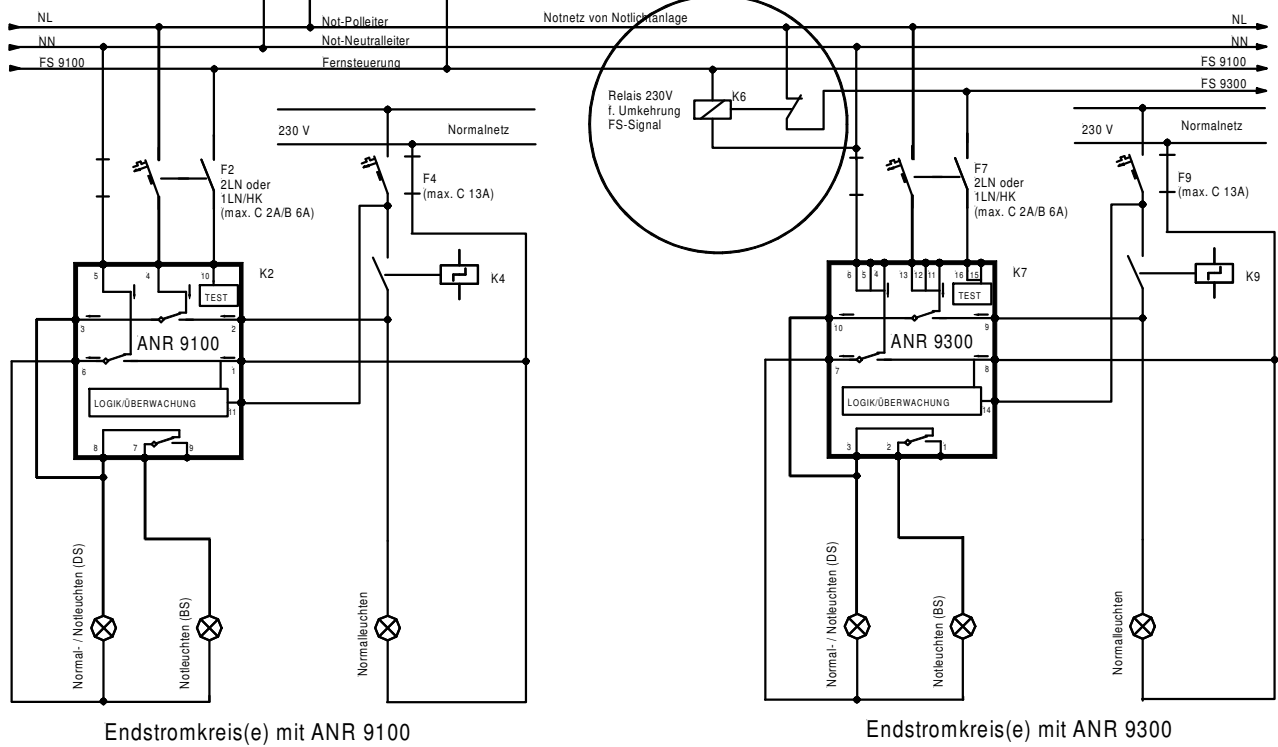 NL Not-Polleiter Notnetz von Notlichtanlage NL
NN Not-Neutralleiter NN
FS 9100 Fernsteuerung FS 9100
FS 9300
Relais 230V
f. Umkehrung
FS-Signal
K6
230 V Normalnetz
F2
2LN oder
1LN/HK
(max. C 2A/B 6A)
F4
(max. C 13A)
K2
K4
5 4 10
TEST
3 2
ANR 9100
6 1
LOGIK/ÜBERWACHUNG
11
8 7 9
Normal- / Notleuchten (DS)
Notleuchten (BS)
Normalleuchten
Endstromkreis(e) mit ANR 9100
230 V Normalnetz
F7
2LN oder
1LN/HK
(max. C 2A/B 6A)
F9
(max. C 13A)
K7
K9
6 5 4 13 12 11 16 15
TEST
10 9
ANR 9300
7 8
LOGIK/ÜBERWACHUNG
14
3 2 1
Normal- / Notleuchten (DS)
Notleuchten (BS)
Normalleuchten
Endstromkreis(e) mit ANR 9300